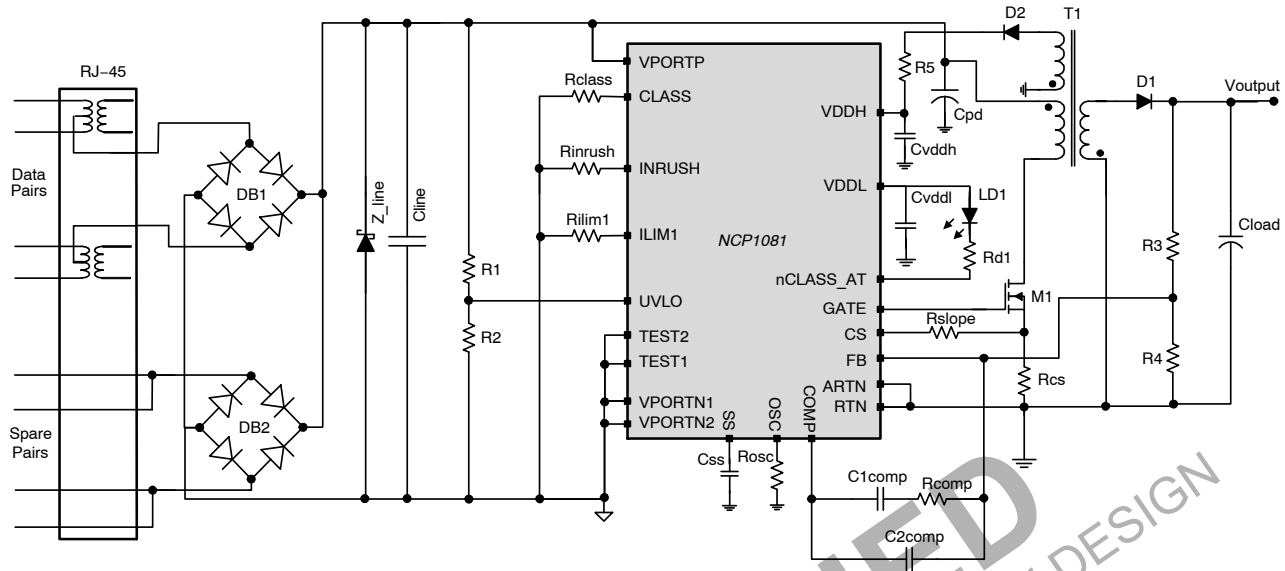 RJ−45
Data
Pairs
Spare
Pairs
DB1
DB2
Z_line
Cline
R1
R2
Rclass
Rinrush
Rilim1
VPORTP
CLASS
INRUSH
ILIM1
UVLO
TEST2
TEST1
VPORTN1
VPORTN2
NCP1081
SS
OSC
COMP
VDDH
VDDL
nCLASS_AT
GATE
CS
FB
ARTN
RTN
Css
Rosc
C1comp
Rcomp
C2comp
R5
D2
T1
Cpd
Cvddh
Cvddl
LD1
Rd1
M1
Rslope
Rcs
D1
Voutput
R3
R4
Cload
DESIGN